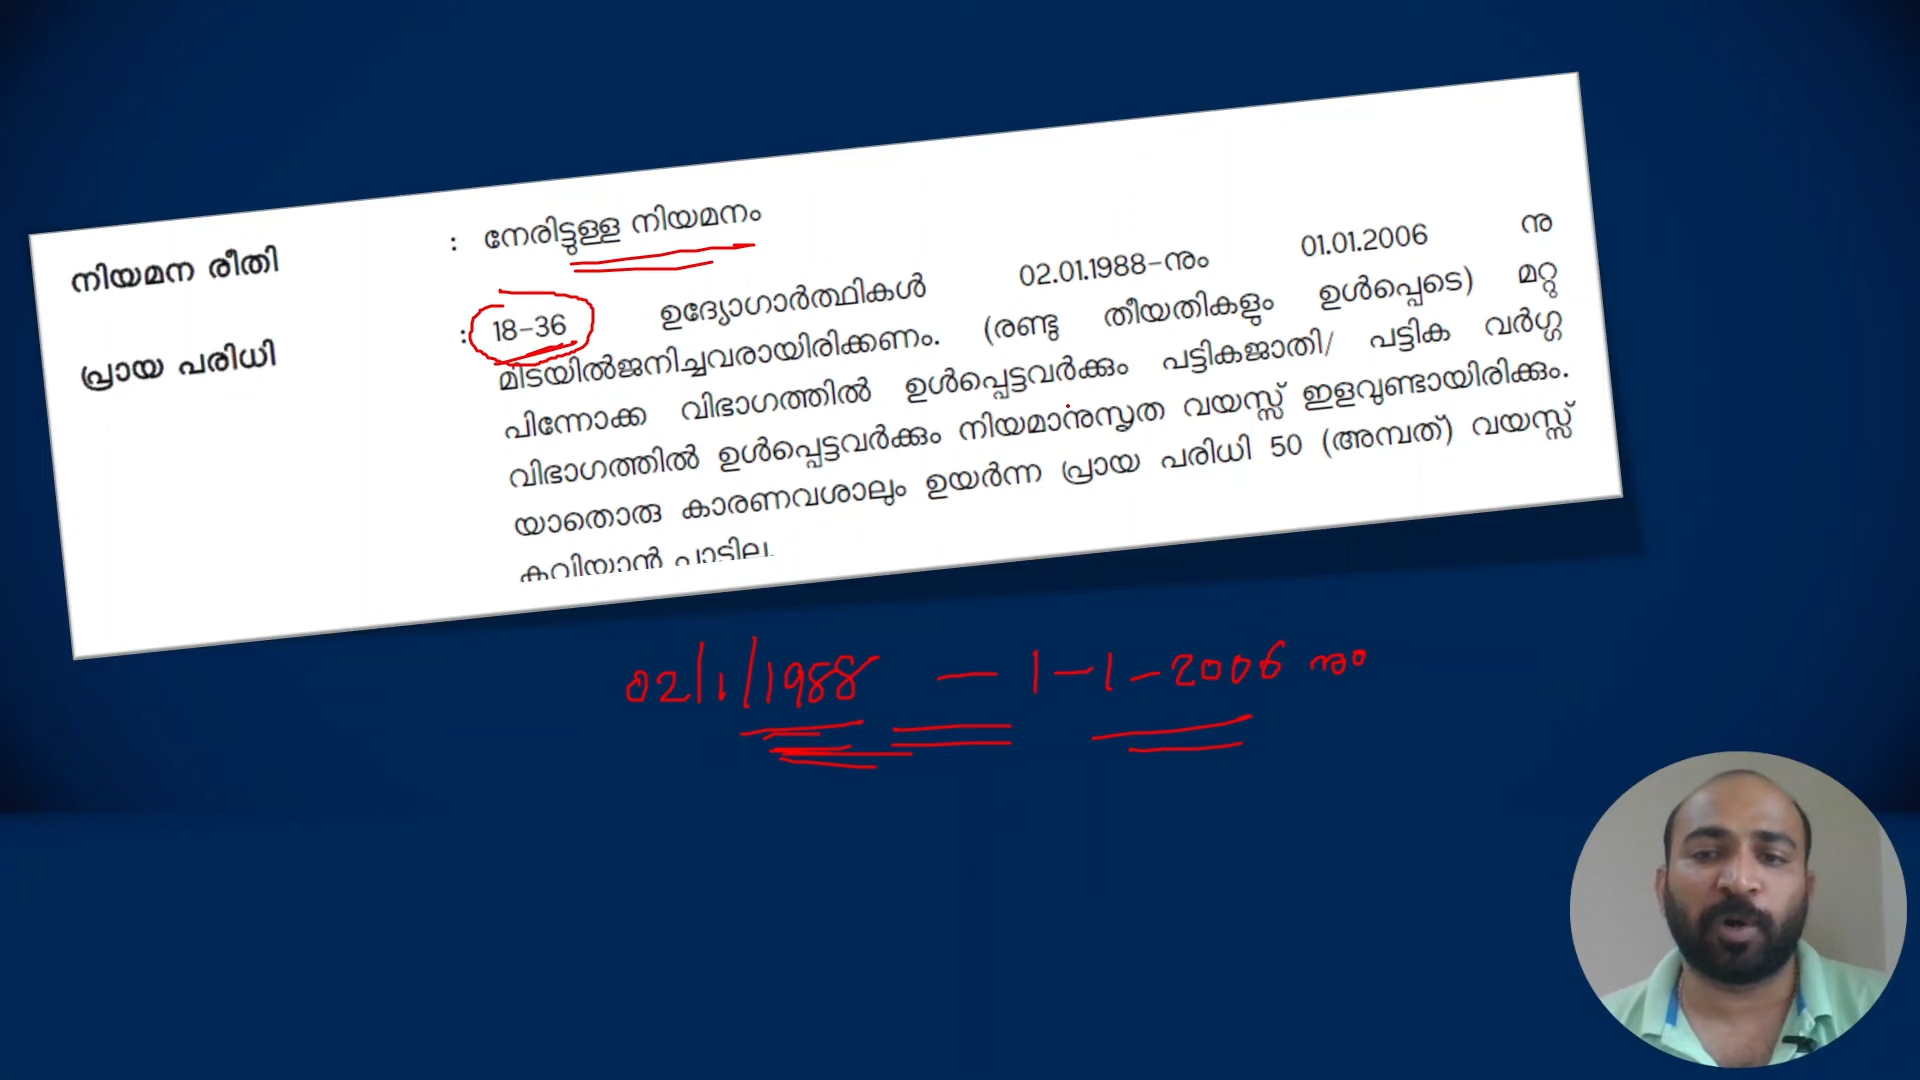 നിയമന രീതി : നേരിട്ടുള്ള നിയമനം
പ്രായ പരിധി : 18-36 ഉദ്യോഗാർത്ഥികൾ 02.01.1988-നും 01.01.2006 നു
മിടയിൽജനിച്ചവരായിരിക്കണം. (രണ്ടു തീയതികളും ഉൾപ്പെടെ) മറ്റു
പിന്നോക്ക വിഭാഗത്തിൽ ഉൾപ്പെട്ടവർക്കും പട്ടികജാതി/ പട്ടിക വർഗ്ഗ
വിഭാഗത്തിൽ ഉൾപ്പെട്ടവർക്കും നിയമാനുസൃത വയസ്സ് ഇളവുണ്ടായിരിക്കും.
യാതൊരു കാരണവശാലും ഉയർന്ന പ്രായ പരിധി 50 (അമ്പത്) വയസ്സ്
കവിയാൻ പാടില്ല.
02/1/1988 — 1-1-2006 നും